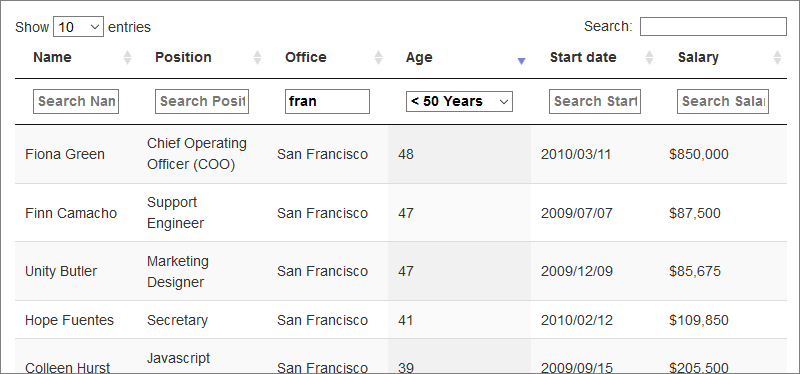 Show 10 entries Search:
Name Position Office Age Start date Salary
Search Nan Search Posit fran < 50 Years Search Start Search Salar
Chief Operating
Fiona Green San Francisco 48 2010/03/11 $850,000
Officer (COO)
Support
Finn Camacho San Francisco 47 2009/07/07 $87,500
Engineer
Marketing
Unity Butler San Francisco 47 2009/12/09 $85,675
Designer
Hope Fuentes Secretary San Francisco 41 2010/02/12 $109,850
Javascript
Colleen Hurst San Francisco 39 2009/09/15 $205,500